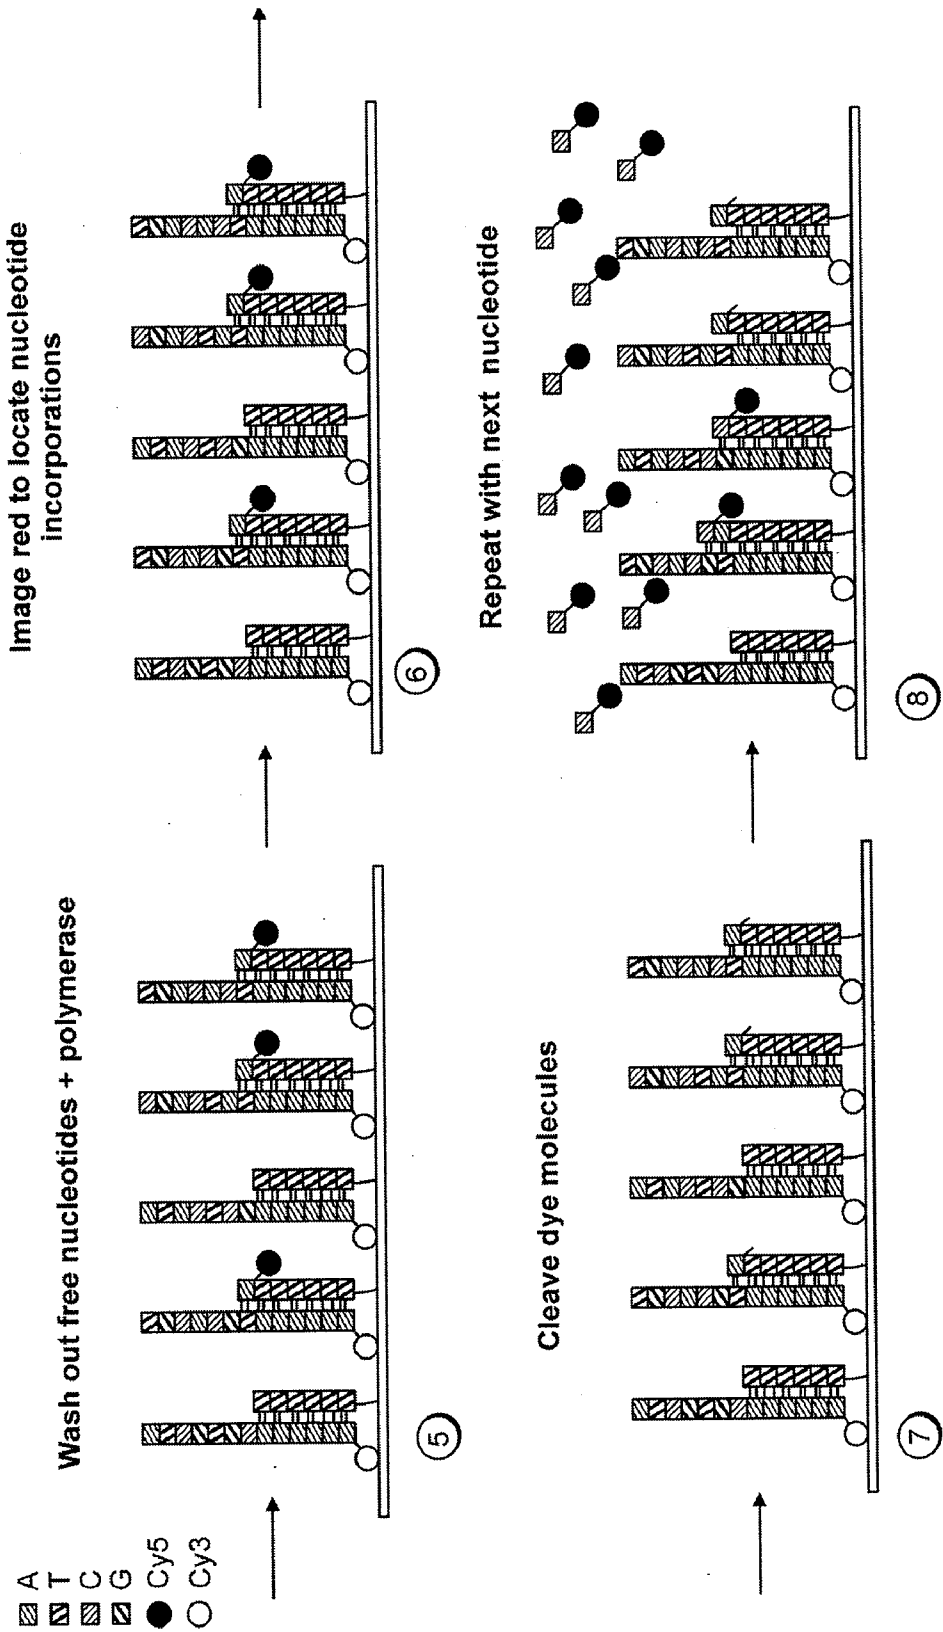 A
T
C
G
Cy5
Cy3
Wash out free nucleotides + polymerase
5
Image red to locate nucleotide
incorporations
6
Cleave dye molecules
7
Repeat with next nucleotide
8